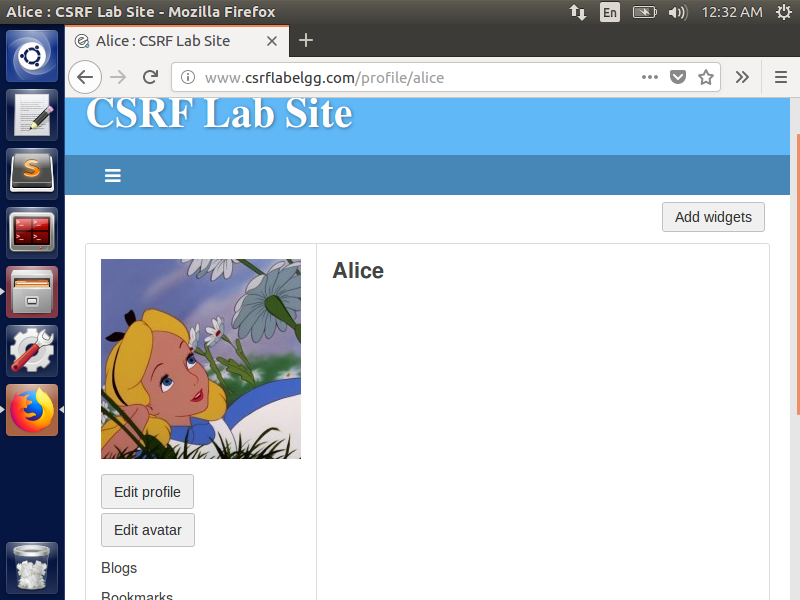 Alice : CSRF Lab Site - Mozilla Firefox
En
12:32 AM
Alice : CSRF Lab Site
www.csrflabelgg.com/profile/alice
CSRF Lab Site
Add widgets
Alice
Edit profile
Edit avatar
Blogs
Bookmarks